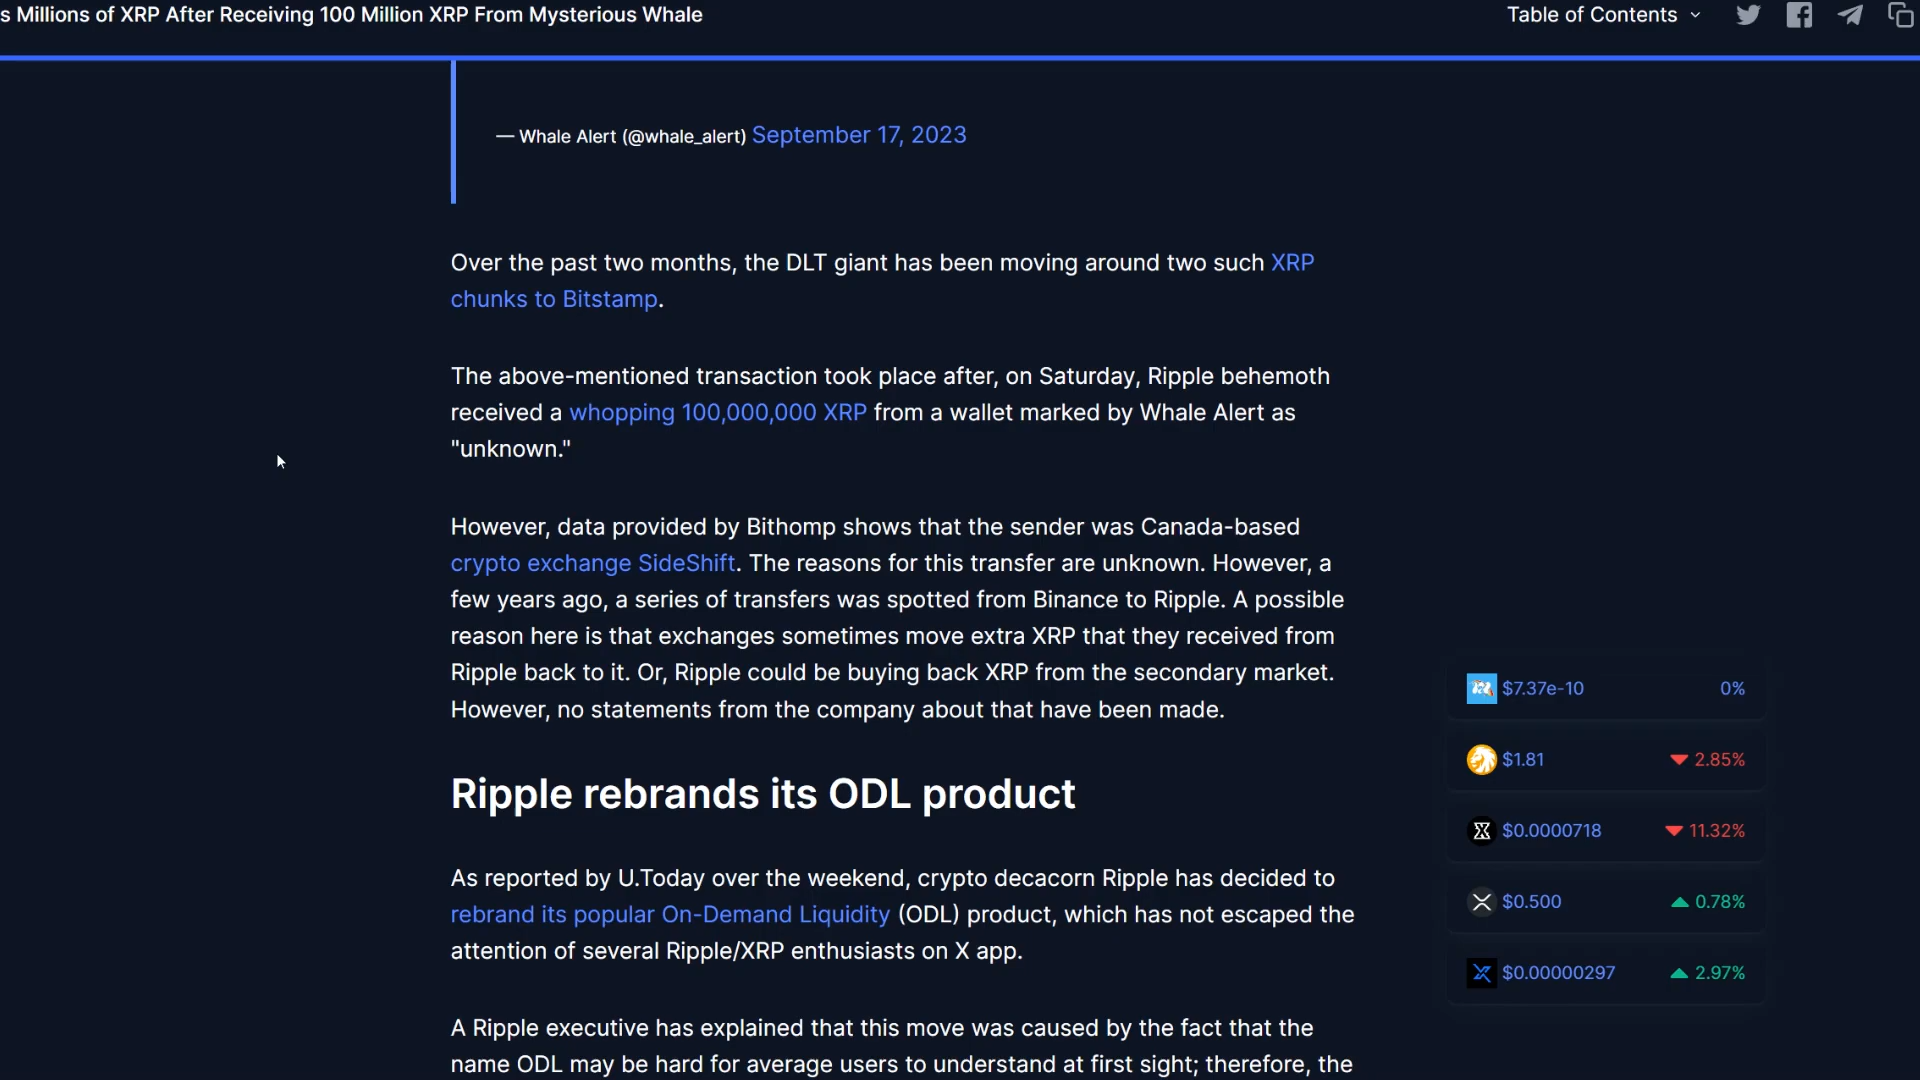 s Millions of XRP After Receiving 100 Million XRP From Mysterious Whale
Table of Contents
— Whale Alert (@whale_alert) September 17, 2023
Over the past two months, the DLT giant has been moving around two such XRP
chunks to Bitstamp.
The above-mentioned transaction took place after, on Saturday, Ripple behemoth
received a whopping 100,000,000 XRP from a wallet marked by Whale Alert as
"unknown."
However, data provided by Bithomp shows that the sender was Canada-based
crypto exchange SideShift. The reasons for this transfer are unknown. However, a
few years ago, a series of transfers was spotted from Binance to Ripple. A possible
reason here is that exchanges sometimes move extra XRP that they received from
Ripple back to it. Or, Ripple could be buying back XRP from the secondary market.
However, no statements from the company about that have been made.
Ripple rebrands its ODL product
As reported by U.Today over the weekend, crypto decacorn Ripple has decided to
rebrand its popular On-Demand Liquidity (ODL) product, which has not escaped the
attention of several Ripple/XRP enthusiasts on X app.
A Ripple executive has explained that this move was caused by the fact that the
name ODL may be hard for average users to understand at first sight; therefore, the
$7.37e-10 0%
$1.81 2.85%
$0.0000718 11.32%
$0.500 0.78%
$0.00000297 2.97%